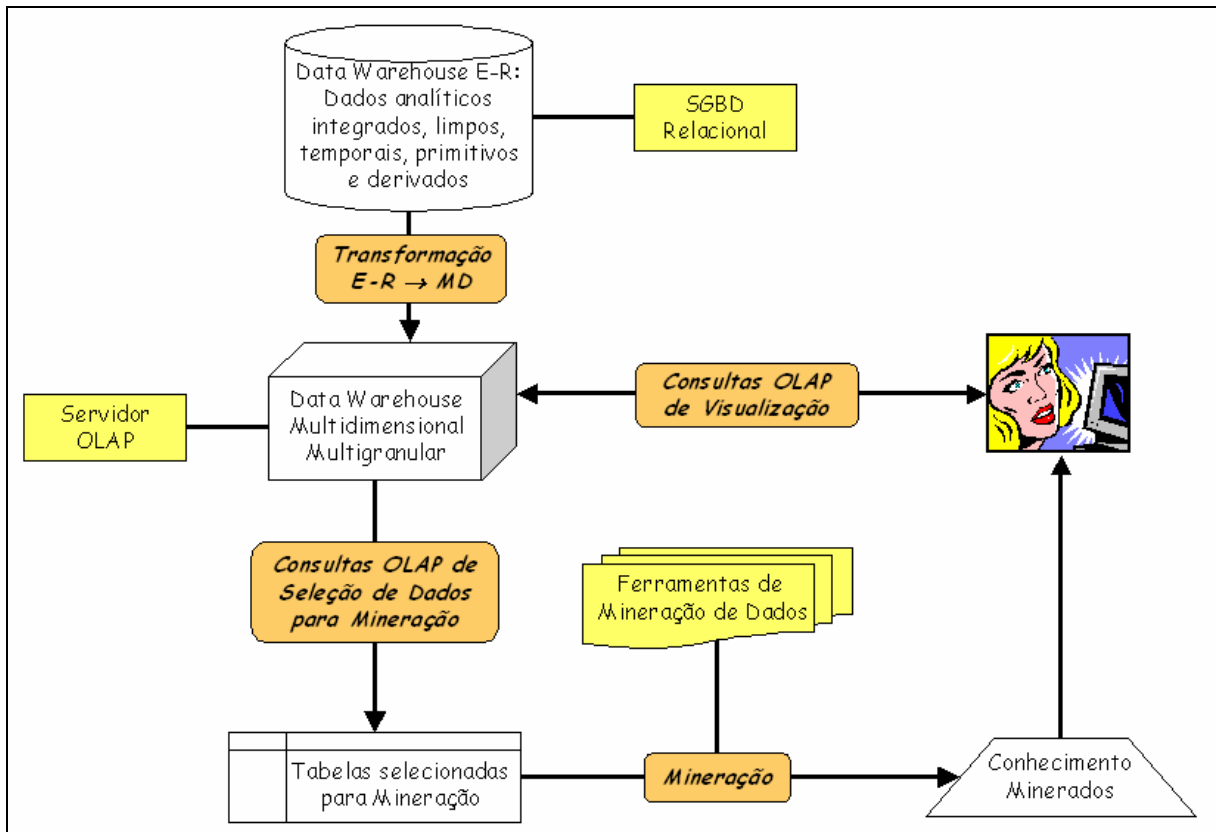 Data Warehouse E-R:
Dados analíticos
integrados, limpos,
temporais, primitivos
e derivados
SGBD
Relacional
Transformação
E-R → MD
Servidor
OLAP
Data Warehouse
Multidimensional
Multigranular
Consultas OLAP
de Visualização
Consultas OLAP de
Seleção de Dados
para Mineração
Ferramentas de
Mineração de Dados
Tabelas selecionadas
para Mineração
Mineração
Conhecimento
Minerados